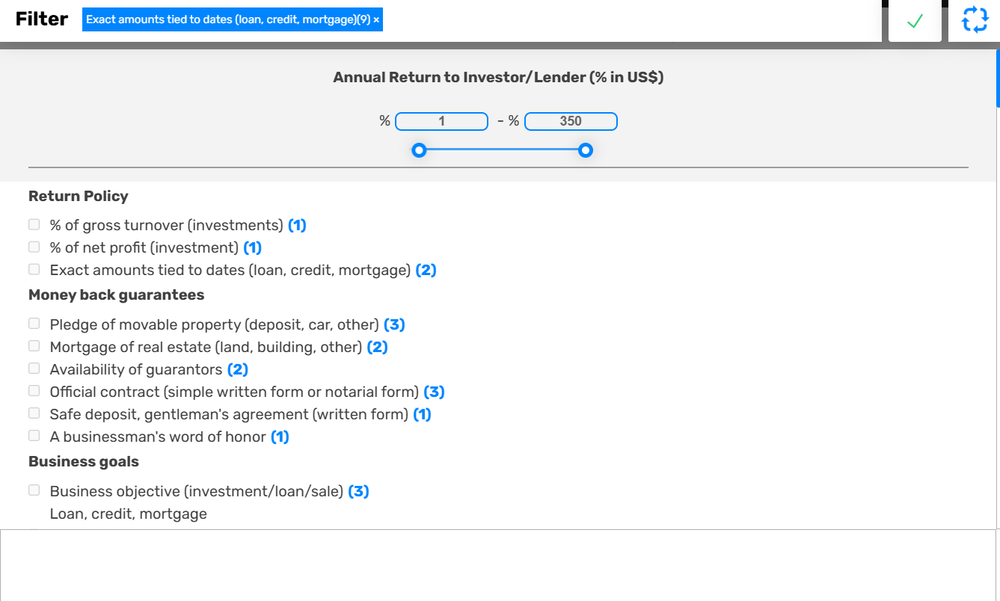 Filter
Exact amounts tied to dates (loan, credit, mortgage)(9) ×
Annual Return to Investor/Lender (% in US$)
% 1 - % 350
Return Policy
% of gross turnover (investments) (1)
% of net profit (investment) (1)
Exact amounts tied to dates (loan, credit, mortgage) (2)
Money back guarantees
Pledge of movable property (deposit, car, other) (3)
Mortgage of real estate (land, building, other) (2)
Availability of guarantors (2)
Official contract (simple written form or notarial form) (3)
Safe deposit, gentleman's agreement (written form) (1)
A businessman's word of honor (1)
Business goals
Business objective (investment/loan/sale) (3)
Loan, credit, mortgage